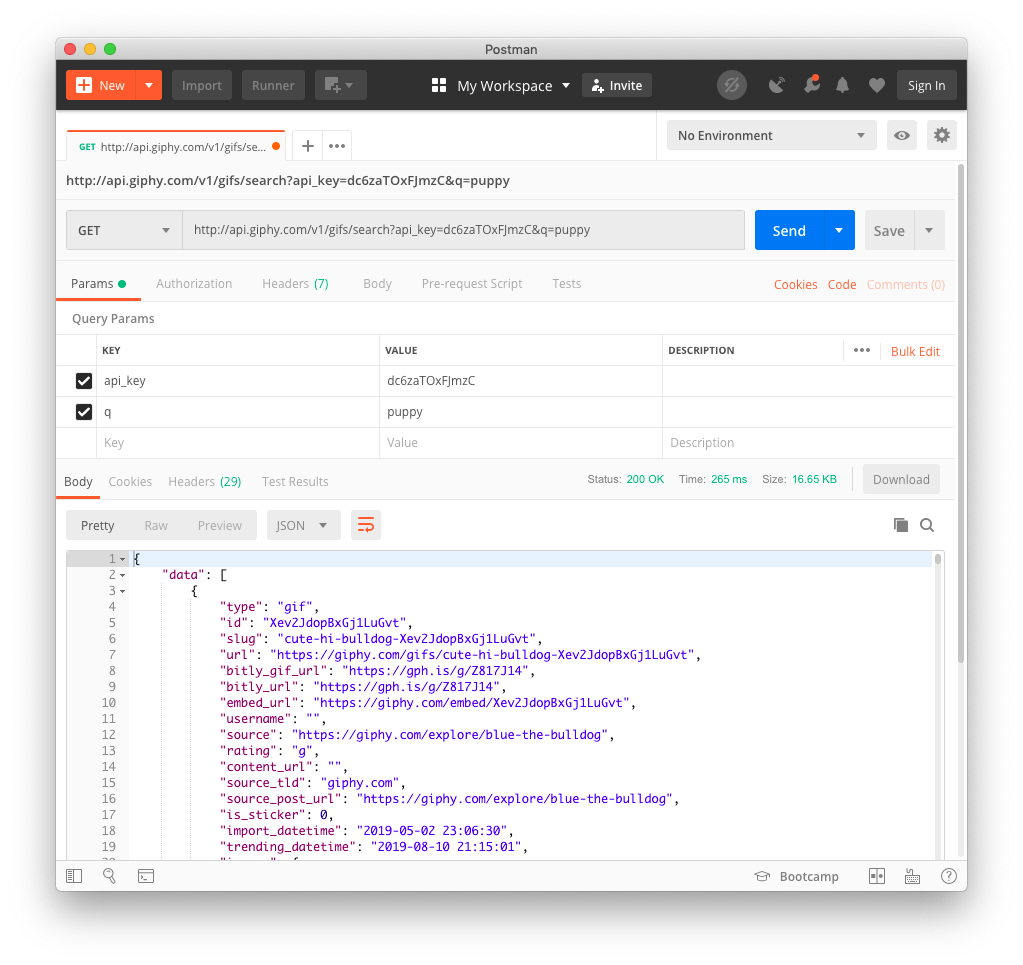 Postman
New Import Runner My Workspace Invite Sign In
GET http://api.giphy.com/v1/gifs/se... + ••• No Environment
http://api.giphy.com/v1/gifs/search?api_key=dc6zaTOxFJmzC&q=puppy
GET http://api.giphy.com/v1/gifs/search?api_key=dc6zaTOxFJmzC&q=puppy Send Save
Params Authorization Headers (7) Body Pre-request Script Tests Cookies Code Comments (0)
Query Params
KEY VALUE DESCRIPTION ••• Bulk Edit
api_key dc6zaTOxFJmzC
q puppy
Key Value Description
Body Cookies Headers (29) Test Results Status: 200 OK Time: 265 ms Size: 16.65 KB Download
Pretty Raw Preview JSON
1 {
2 "data": [
3 {
4 "type": "gif",
5 "id": "Xev2JdopBxGj1LuGvt",
6 "slug": "cute-hi-bulldog-Xev2JdopBxGj1LuGvt",
7 "url": "https://giphy.com/gifs/cute-hi-bulldog-Xev2JdopBxGj1LuGvt",
8 "bitly_gif_url": "https://gph.is/g/Z817J14",
9 "bitly_url": "https://gph.is/g/Z817J14",
10 "embed_url": "https://giphy.com/embed/Xev2JdopBxGj1LuGvt",
11 "username": "",
12 "source": "https://giphy.com/explore/blue-the-bulldog",
13 "rating": "g",
14 "content_url": "",
15 "source_tld": "giphy.com",
16 "source_post_url": "https://giphy.com/explore/blue-the-bulldog",
17 "is_sticker": 0,
18 "import_datetime": "2019-05-02 23:06:30",
19 "trending_datetime": "2019-08-10 21:15:01",
Bootcamp